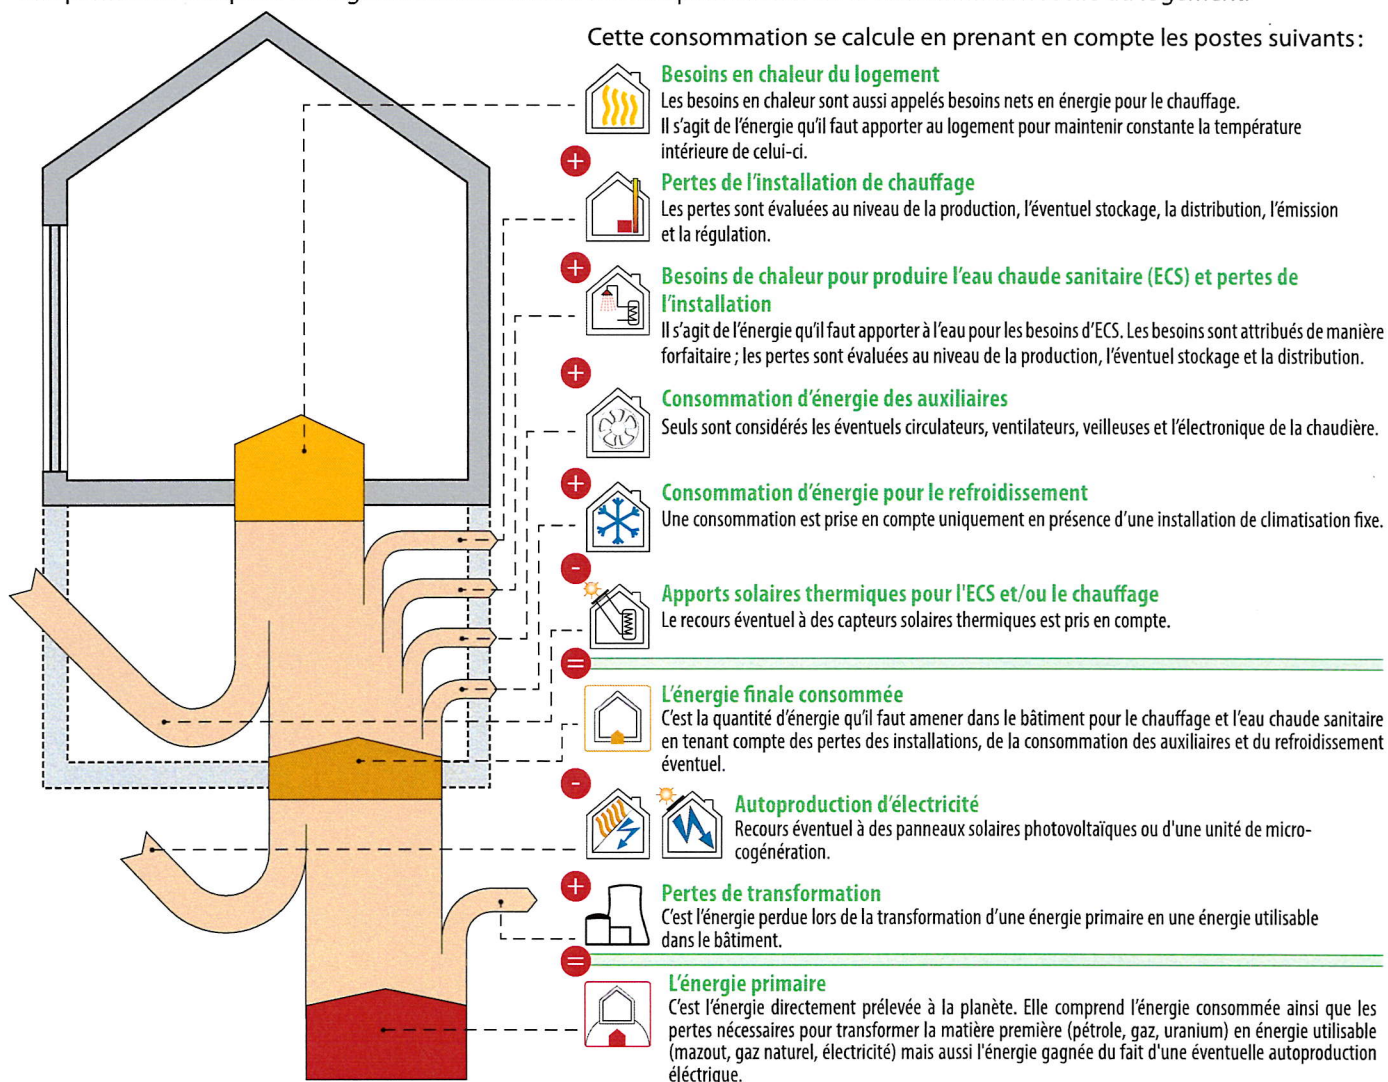 Cette consommation se calcule en prenant en compte les postes suivants :
Besoins en chaleur du logement
Les besoins en chaleur sont aussi appelés besoins nets en énergie pour le chauffage.
Il s'agit de l'énergie qu'il faut apporter au logement pour maintenir constante la température
intérieure de celui-ci.
+
Pertes de l'installation de chauffage
Les pertes sont évaluées au niveau de la production, l'éventuel stockage, la distribution, l'émission
et la régulation.
+
Besoins de chaleur pour produire l'eau chaude sanitaire (ECS) et pertes de
l'installation
Il s'agit de l'énergie qu'il faut apporter à l'eau pour les besoins d'ECS. Les besoins sont attribués de manière
forfaitaire ; les pertes sont évaluées au niveau de la production, l'éventuel stockage et la distribution.
+
Consommation d'énergie des auxiliaires
Seuls sont considérés les éventuels circulateurs, ventilateurs, veilleuses et l'électronique de la chaudière.
+
Consommation d'énergie pour le refroidissement
Une consommation est prise en compte uniquement en présence d'une installation de climatisation fixe.
-
Apports solaires thermiques pour l'ECS et/ou le chauffage
Le recours éventuel à des capteurs solaires thermiques est pris en compte.
=
L'énergie finale consommée
C'est la quantité d'énergie qu'il faut amener dans le bâtiment pour le chauffage et l'eau chaude sanitaire
en tenant compte des pertes des installations, de la consommation des auxiliaires et du refroidissement
éventuel.
-
Autoproduction d'électricité
Recours éventuel à des panneaux solaires photovoltaïques ou d'une unité de micro-
cogénération.
+
Pertes de transformation
C'est l'énergie perdue lors de la transformation d'une énergie primaire en une énergie utilisable
dans le bâtiment.
=
L'énergie primaire
C'est l'énergie directement prélevée à la planète. Elle comprend l'énergie consommée ainsi que les
pertes nécessaires pour transformer la matière première (pétrole, gaz, uranium) en énergie utilisable
(mazout, gaz naturel, électricité) mais aussi l'énergie gagnée du fait d'une éventuelle autoproduction
éléctrique.